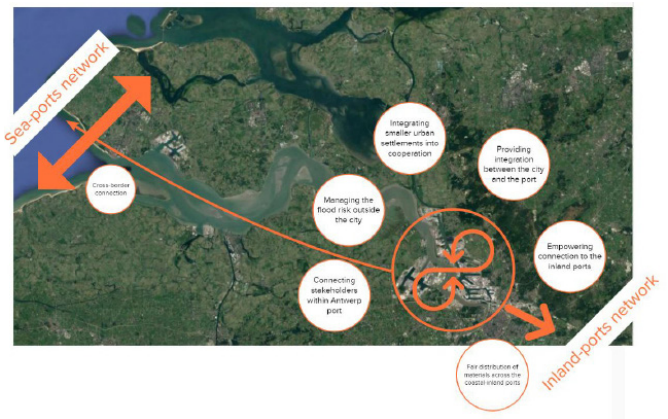 Sea-ports network
Integrating
smaller urban
settlements into
cooperation
Providing
integration
between the city
and the port
Cross-border
connection
Managing the
flood risk outside
the city
Empowering
connection to the
inland ports
Connecting
stakeholders
within Antwerp
port
Inland-ports network
Fair distribution of
materials across the
coastal-inland ports